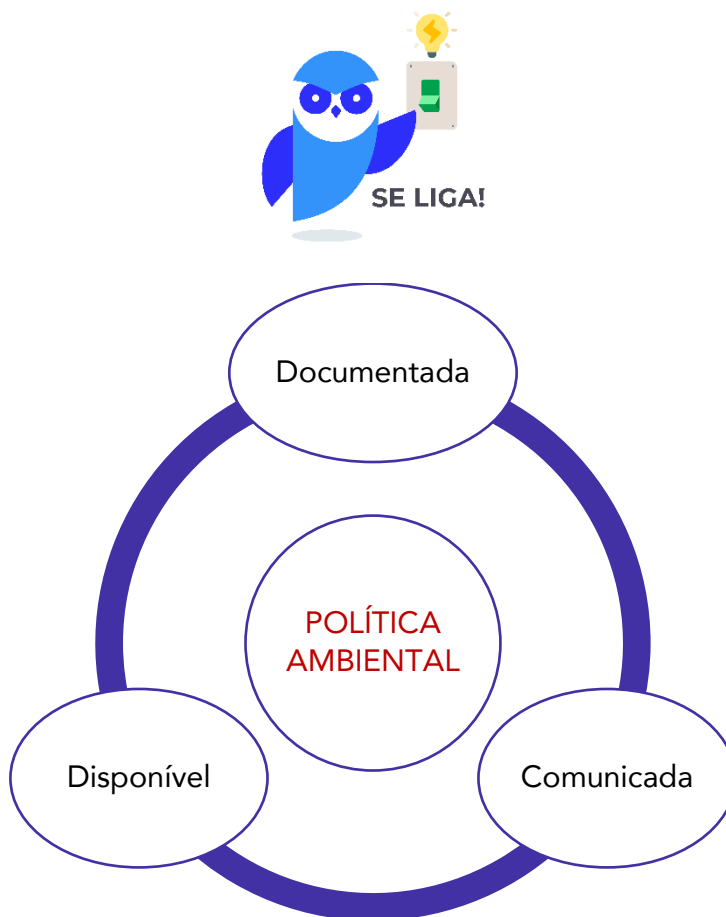 SE LIGA!
Documentada
POLÍTICA
AMBIENTAL
Disponível
Comunicada